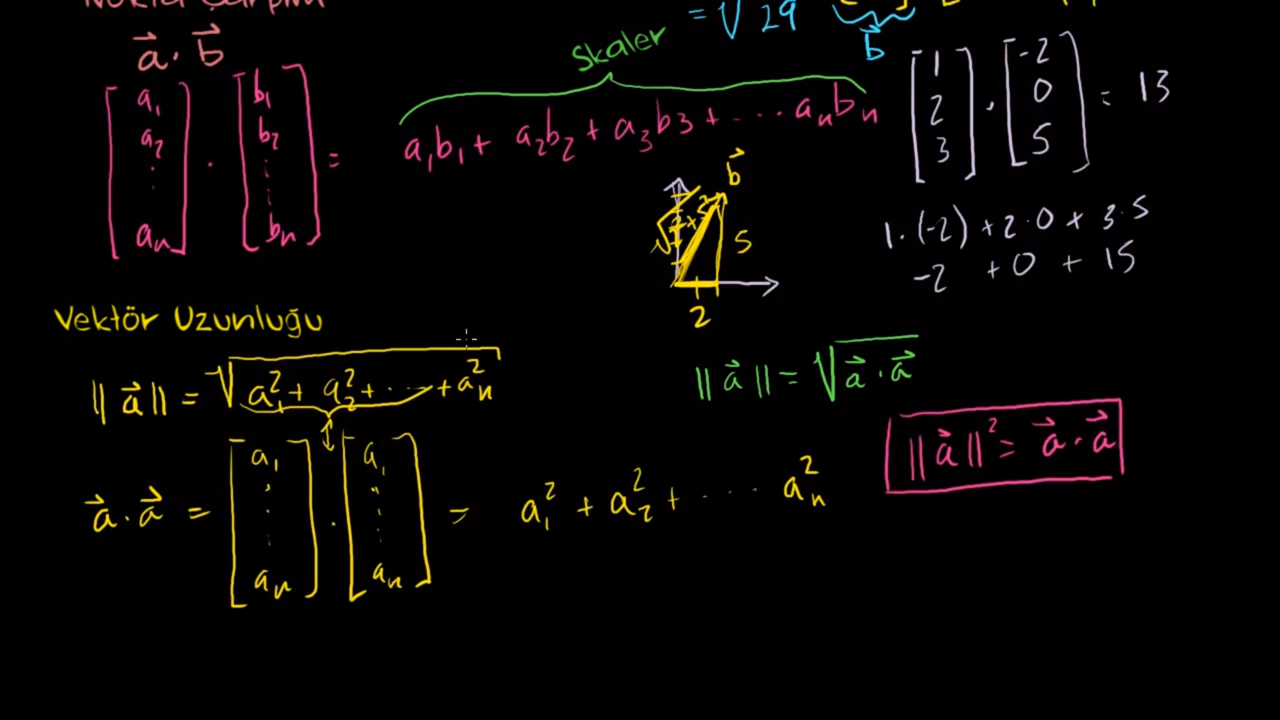 Nokta Çarpım
= √29
b⃗
a⃗ · b⃗
Skaler
[a₁ a₂ ⋮ aₙ] · [b₁ b₂ ⋮ bₙ] = a₁b₁ + a₂b₂ + a₃b₃ + ⋯ aₙbₙ
[1 2 3] · [-2 0 5] = 13
b⃗
5
2
1·(-2) + 2·0 + 3·5
-2 + 0 + 15
Vektör Uzunluğu
||a⃗|| = √(a₁² + a₂² + ⋯ + aₙ²)
||a⃗|| = √(a⃗ · a⃗)
||a⃗||² = a⃗ · a⃗
a⃗ · a⃗ = [a₁ ⋮ aₙ] · [a₁ ⋮ aₙ] = a₁² + a₂² + ⋯ aₙ²